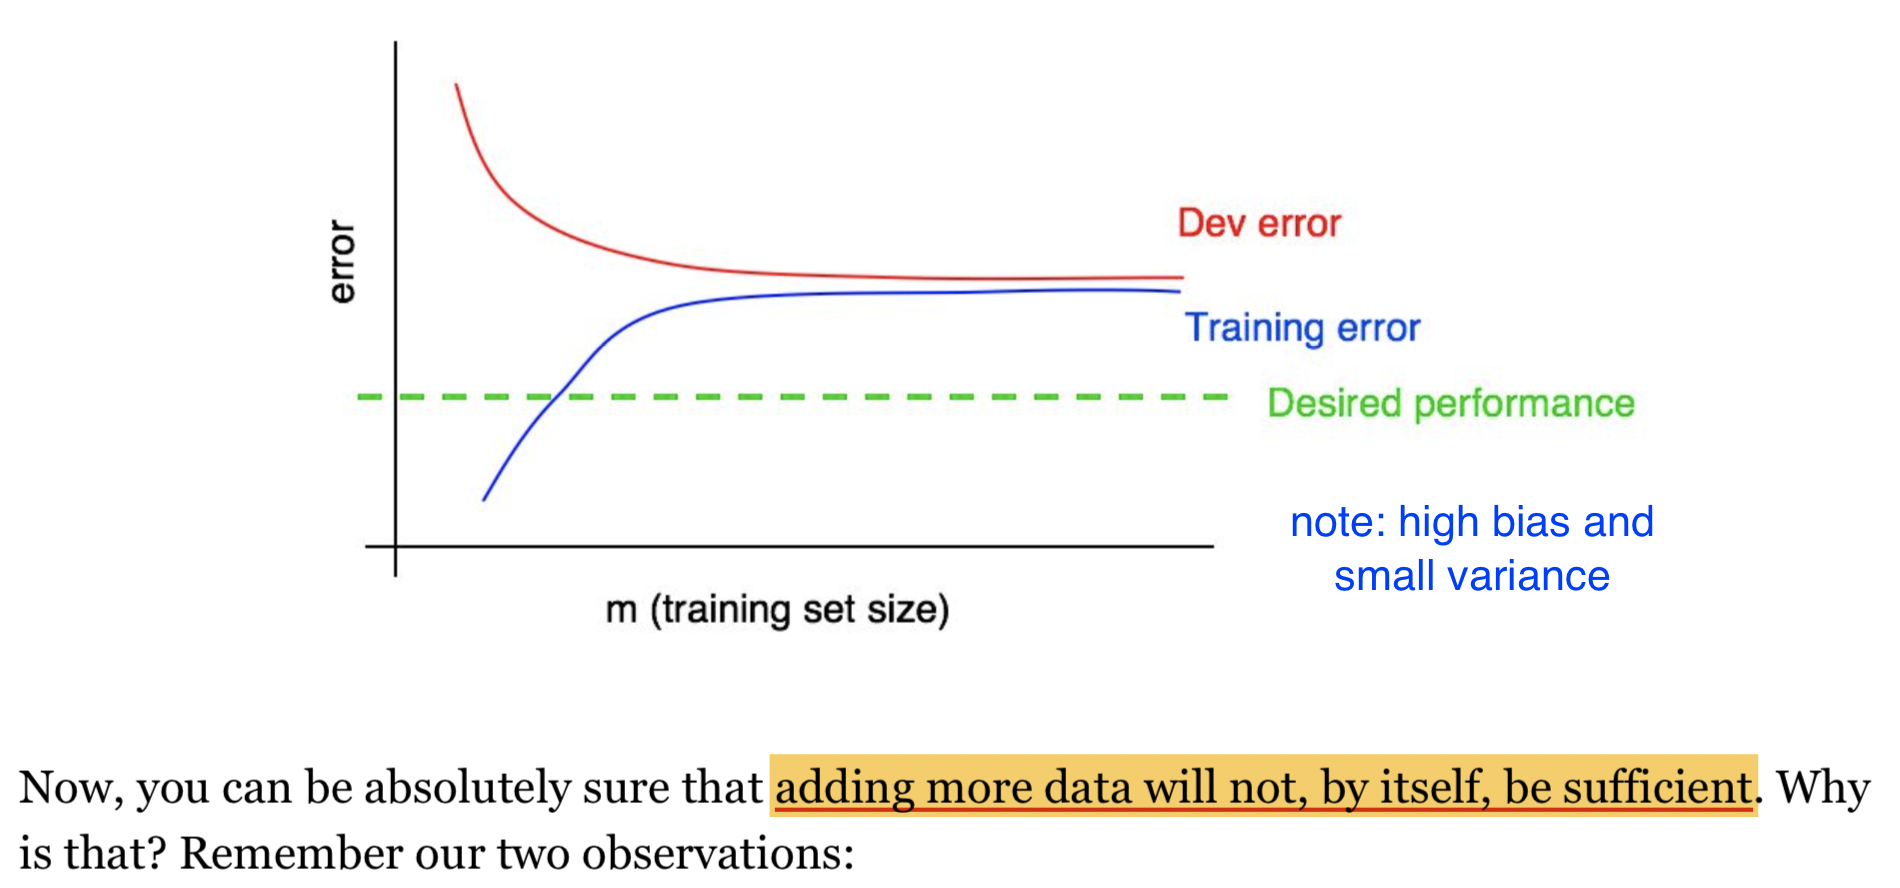 error
Dev error
Training error
Desired performance
note: high bias and
small variance
m (training set size)
Now, you can be absolutely sure that adding more data will not, by itself, be sufficient. Why
is that? Remember our two observations: